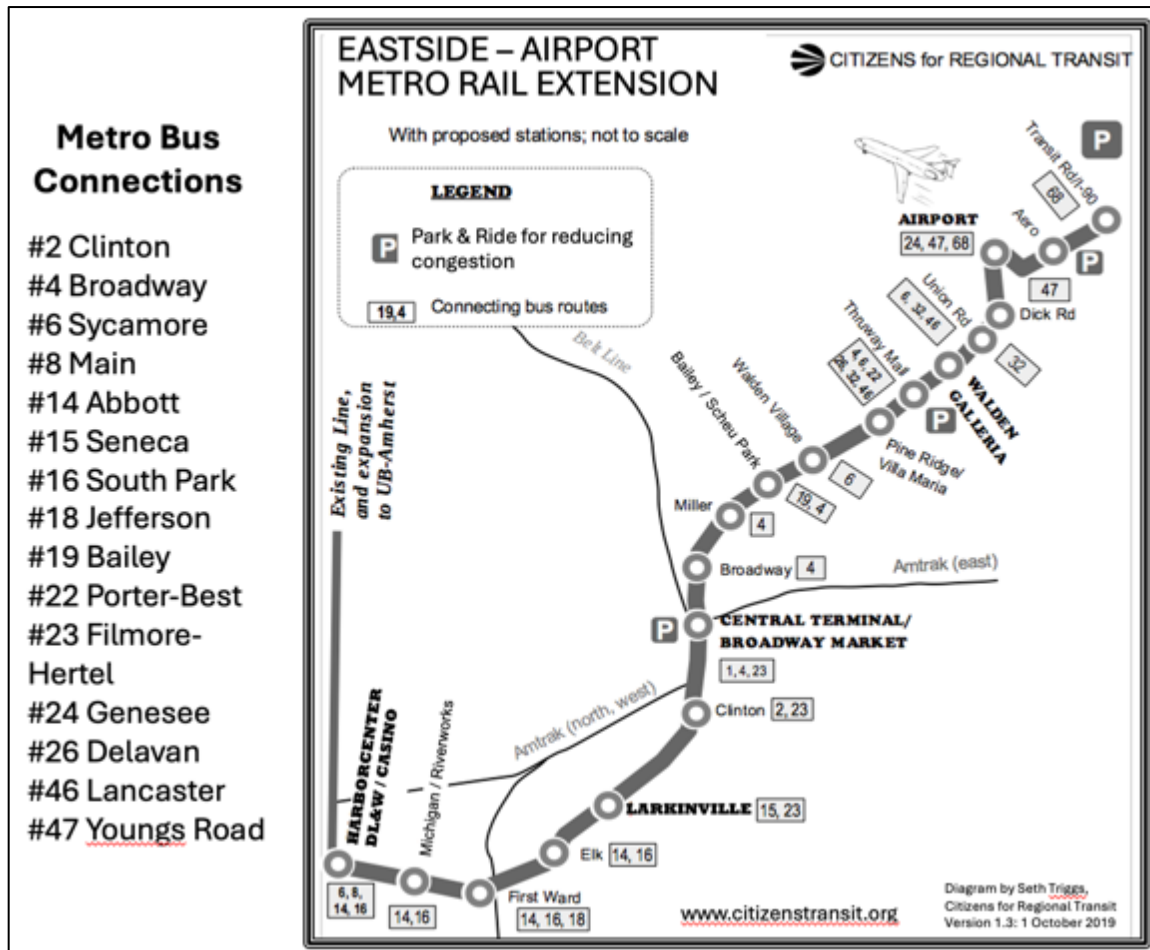 Metro Bus
Connections
#2 Clinton
#4 Broadway
#6 Sycamore
#8 Main
#14 Abbott
#15 Seneca
#16 South Park
#18 Jefferson
#19 Bailey
#22 Porter-Best
#23 Filmore-
Hertel
#24 Genesee
#26 Delavan
#46 Lancaster
#47 Youngs Road
EASTSIDE – AIRPORT
METRO RAIL EXTENSION
CITIZENS for REGIONAL TRANSIT
With proposed stations; not to scale
LEGEND
P
Park & Ride for reducing
congestion
19,4
Connecting bus routes
P
Transit Rd/I-90
68
Aero
P
47
AIRPORT
24, 47, 68
Dick Rd
Union Rd
6, 32, 46
32
WALDEN
GALLERIA
Thruway Mall
4, 6, 22
26, 32, 46
P
Pine Ridge/
Villa Maria
Walden Village
6
Bailey / Scheu Park
19, 4
Miller
4
Belt Line
Broadway
4
Amtrak (east)
P
CENTRAL TERMINAL/
BROADWAY MARKET
1, 4, 23
Clinton
2, 23
Amtrak (north, west)
LARKINVILLE
15, 23
Elk
14, 16
First Ward
14, 16, 18
Michigan / Riverworks
14, 16
HARBORCENTER
DL&W / CASINO
6, 8,
14, 16
Existing Line,
and expansion
to UB-Amherst
www.citizenstransit.org
Diagram by Seth Triggs,
Citizens for Regional Transit
Version 1.3: 1 October 2019